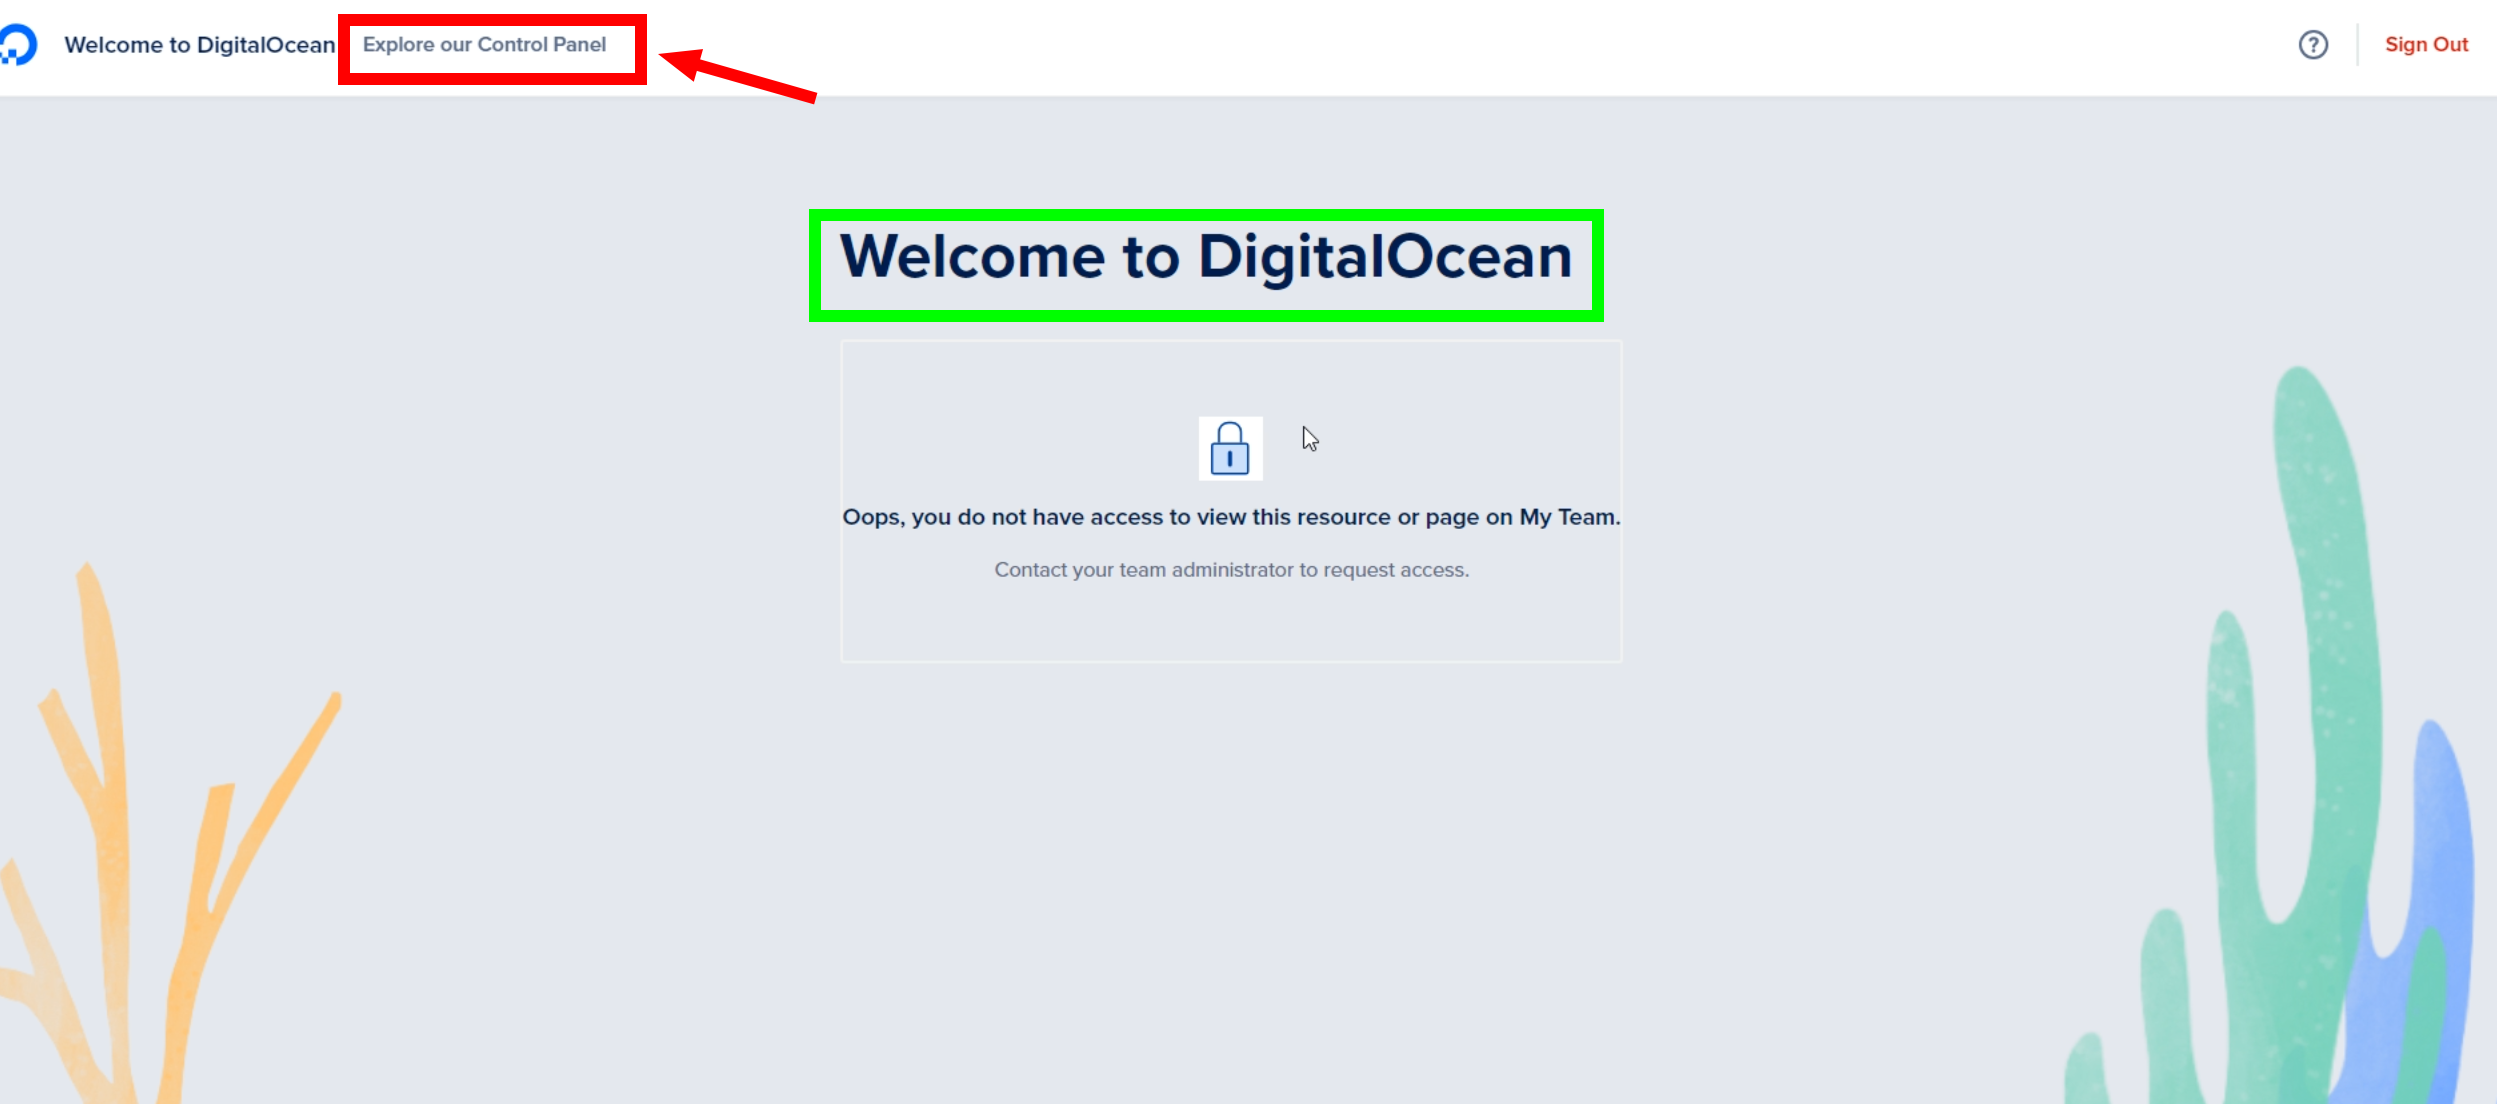 Welcome to DigitalOcean Explore our Control Panel ? Sign Out
Welcome to DigitalOcean
Oops, you do not have access to view this resource or page on My Team.
Contact your team administrator to request access.